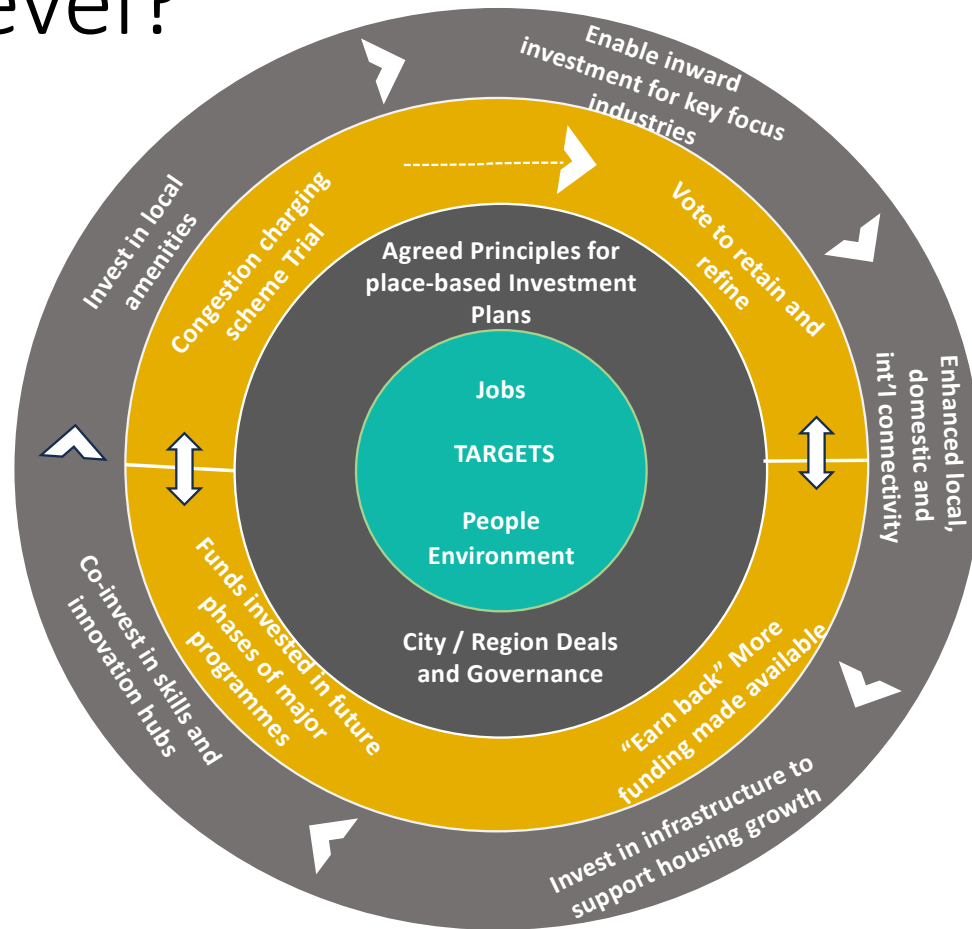 evel?
Enable inward
investment for key focus
industries
Invest in local
amenities
Congestion charging
scheme Trial
Vote to retain and
refine
Agreed Principles for
place-based Investment
Plans
Jobs
TARGETS
People
Environment
City / Region Deals
and Governance
Enhanced local,
domestic and
int’l connectivity
Funds invested in future
phases of major
programmes
“Earn back” More
funding made available
Co-invest in skills and
innovation hubs
Invest in infrastructure to
support housing growth